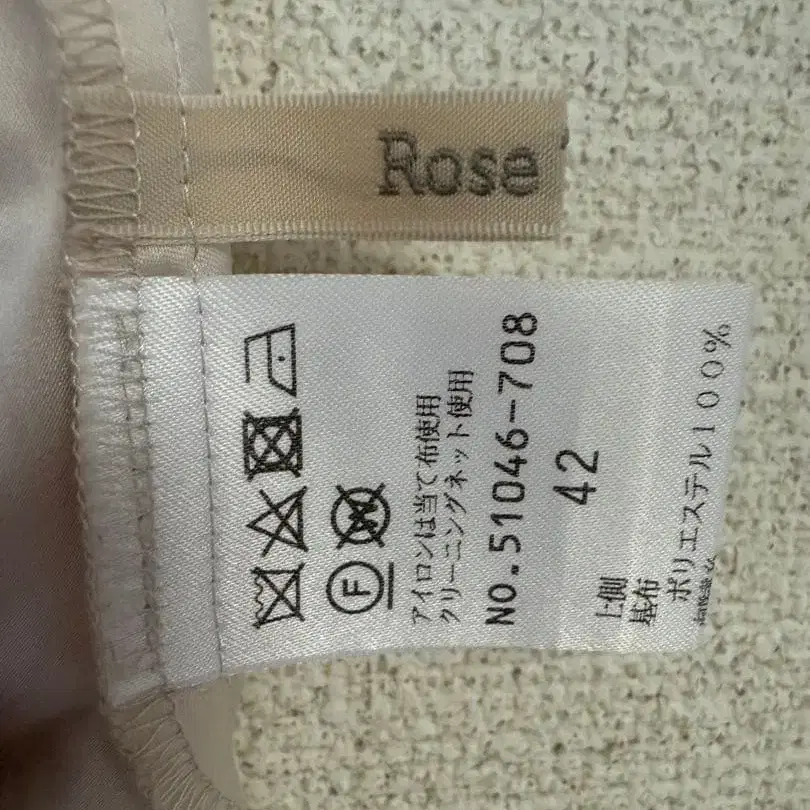 Rose
F
W
アイロンは当て布使用
クリーニングネット使用
NO.51046-708
42
上側
基布
ポリエステル100%